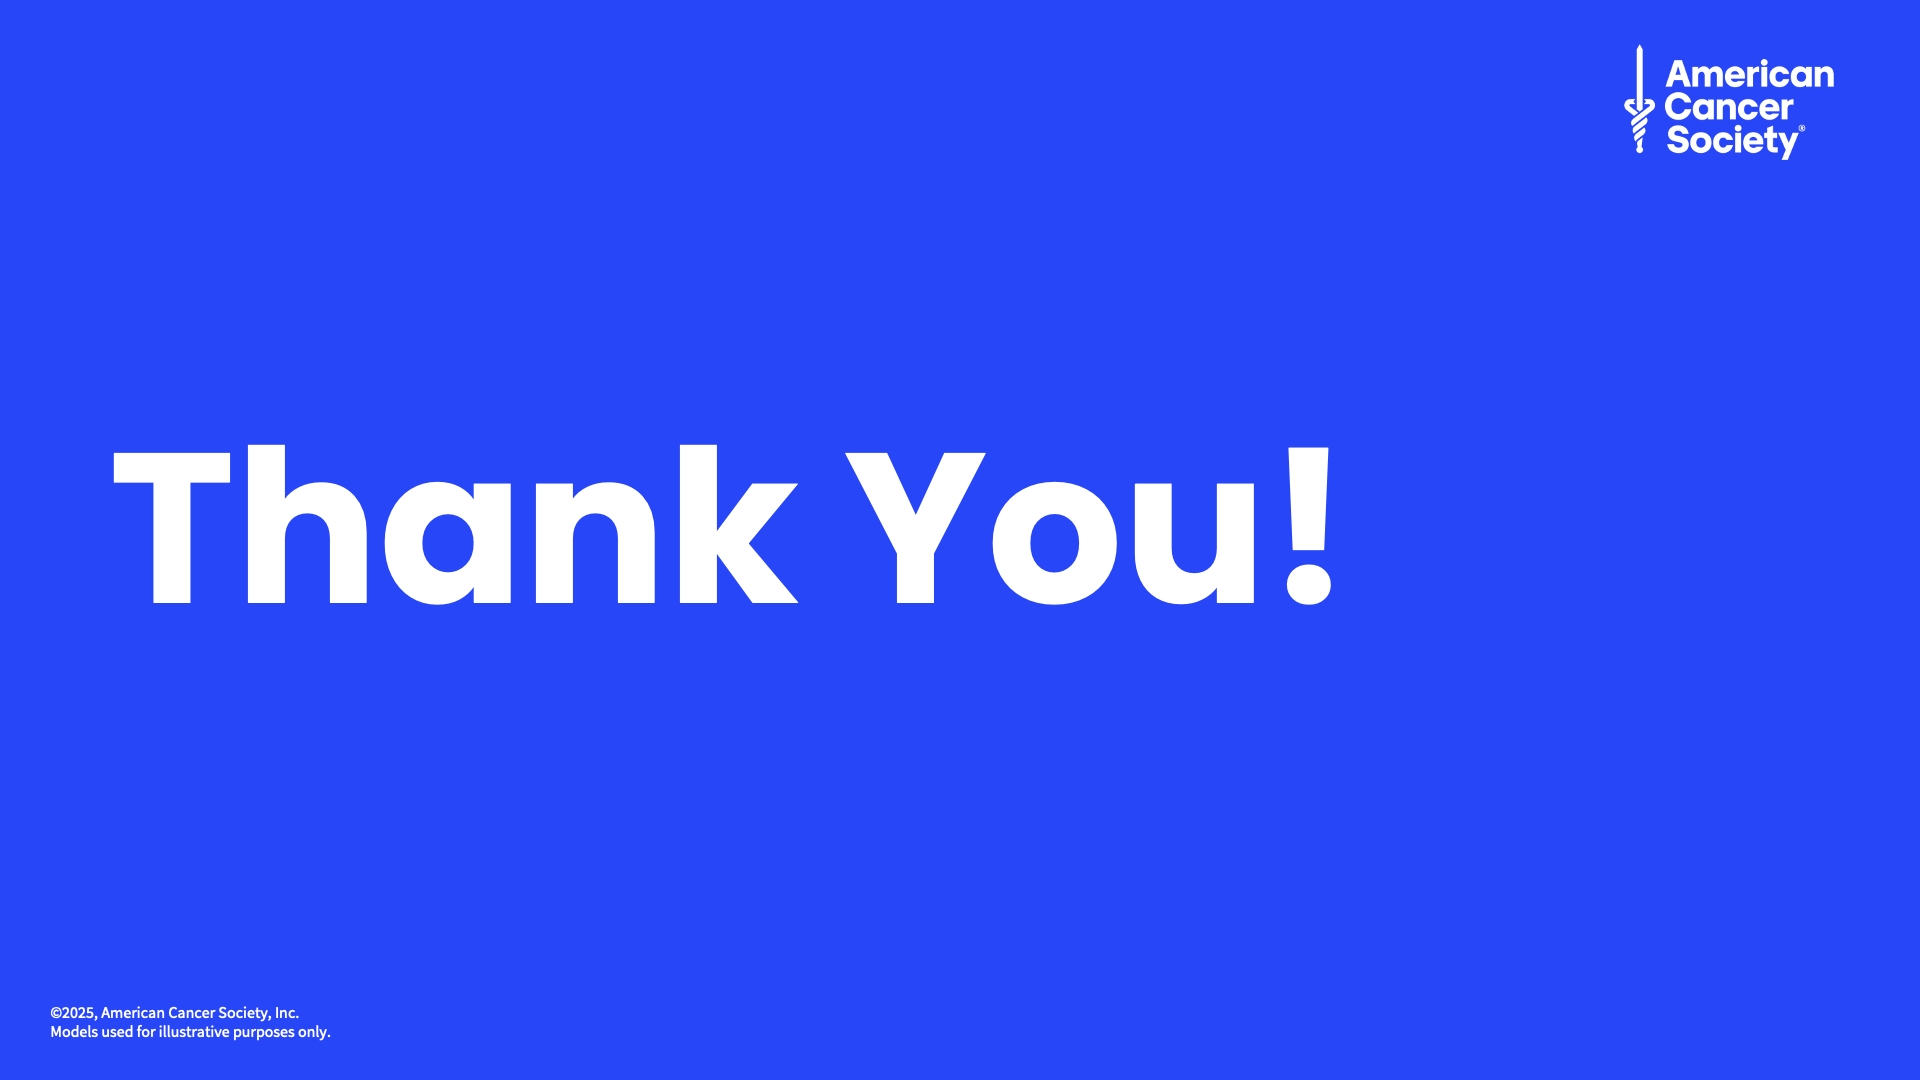 American
Cancer
Society®
Thank You!
©2025, American Cancer Society, Inc.
Models used for illustrative purposes only.